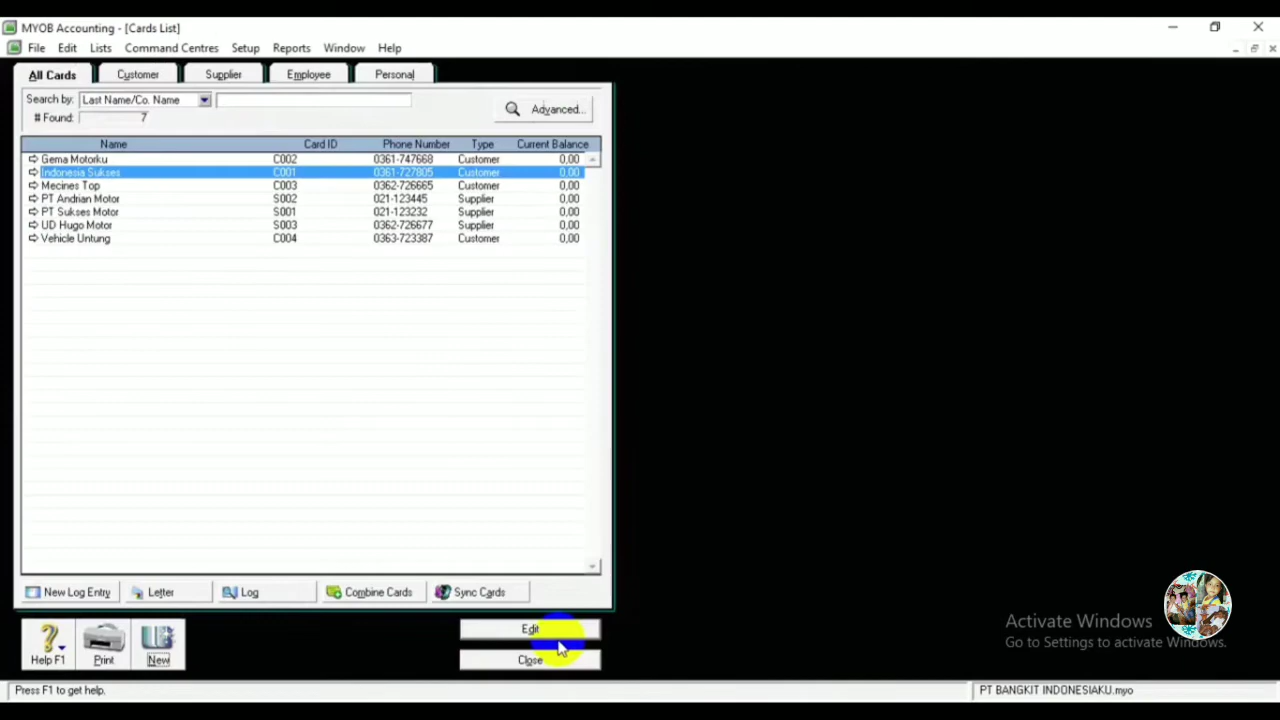 MYOB Accounting - [Cards List]
File Edit Lists Command Centres Setup Reports Window Help
All Cards Customer Supplier Employee Personal
Search by: Last Name/Co. Name Advanced...
# Found: 7
Name Card ID Phone Number Type Current Balance
Gema Motorku C002 0361-747668 Customer 0,00
Indonesia Sukses C001 0361-727805 Customer 0,00
Mecines Top C003 0362-726665 Customer 0,00
PT Andrian Motor S002 021-123445 Supplier 0,00
PT Sukses Motor S001 021-123232 Supplier 0,00
UD Hugo Motor S003 0362-726677 Supplier 0,00
Vehicle Untung C004 0363-723387 Customer 0,00
New Log Entry Letter Log Combine Cards Sync Cards
Edit
Close
Help F1 Print New
Activate Windows
Go to Settings to activate Windows.
Press F1 to get help. PT BANGKIT INDONESIAKU.myo